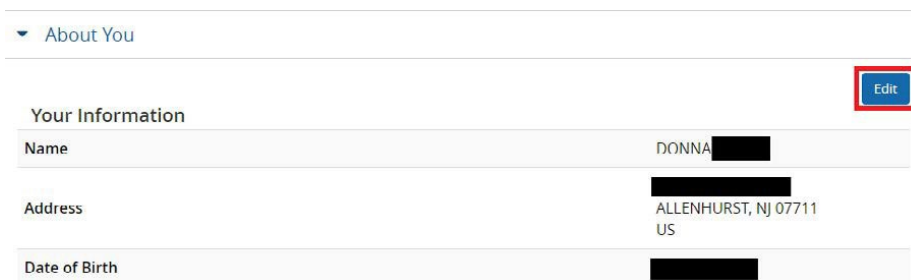 About You
Edit
Your Information
Name DONNA
Address
ALLENHURST, NJ 07711
US
Date of Birth